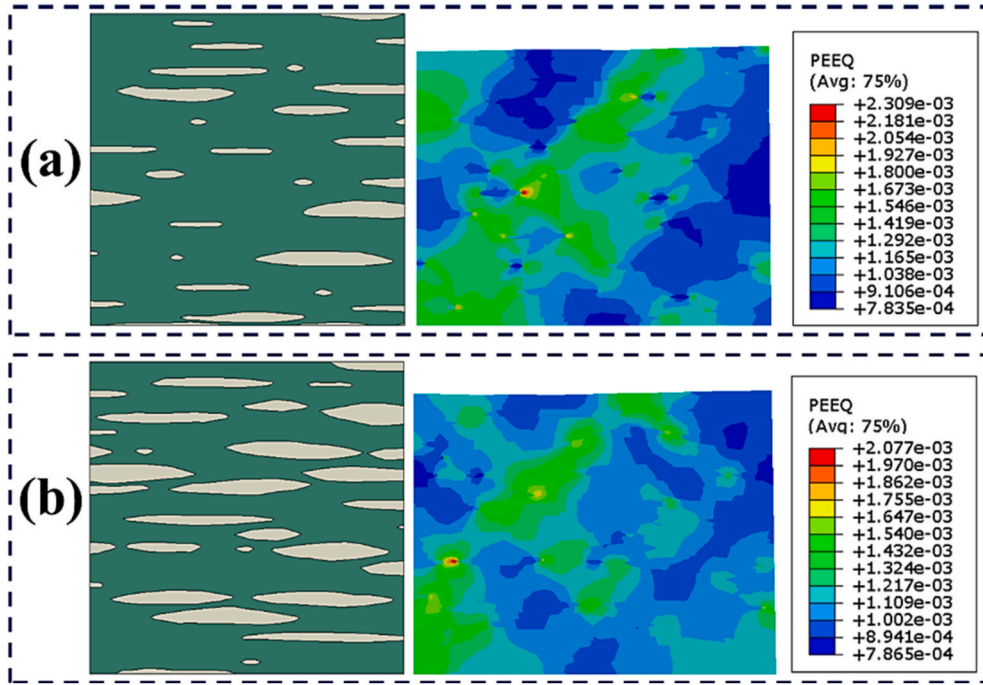 (a)
PEEQ
(Avg: 75%)
+2.309e-03
+2.181e-03
+2.054e-03
+1.927e-03
+1.800e-03
+1.673e-03
+1.546e-03
+1.419e-03
+1.292e-03
+1.165e-03
+1.038e-03
+9.106e-04
+7.835e-04
(b)
PEEQ
(Avg: 75%)
+2.077e-03
+1.970e-03
+1.862e-03
+1.755e-03
+1.647e-03
+1.540e-03
+1.432e-03
+1.324e-03
+1.217e-03
+1.109e-03
+1.002e-03
+8.941e-04
+7.865e-04